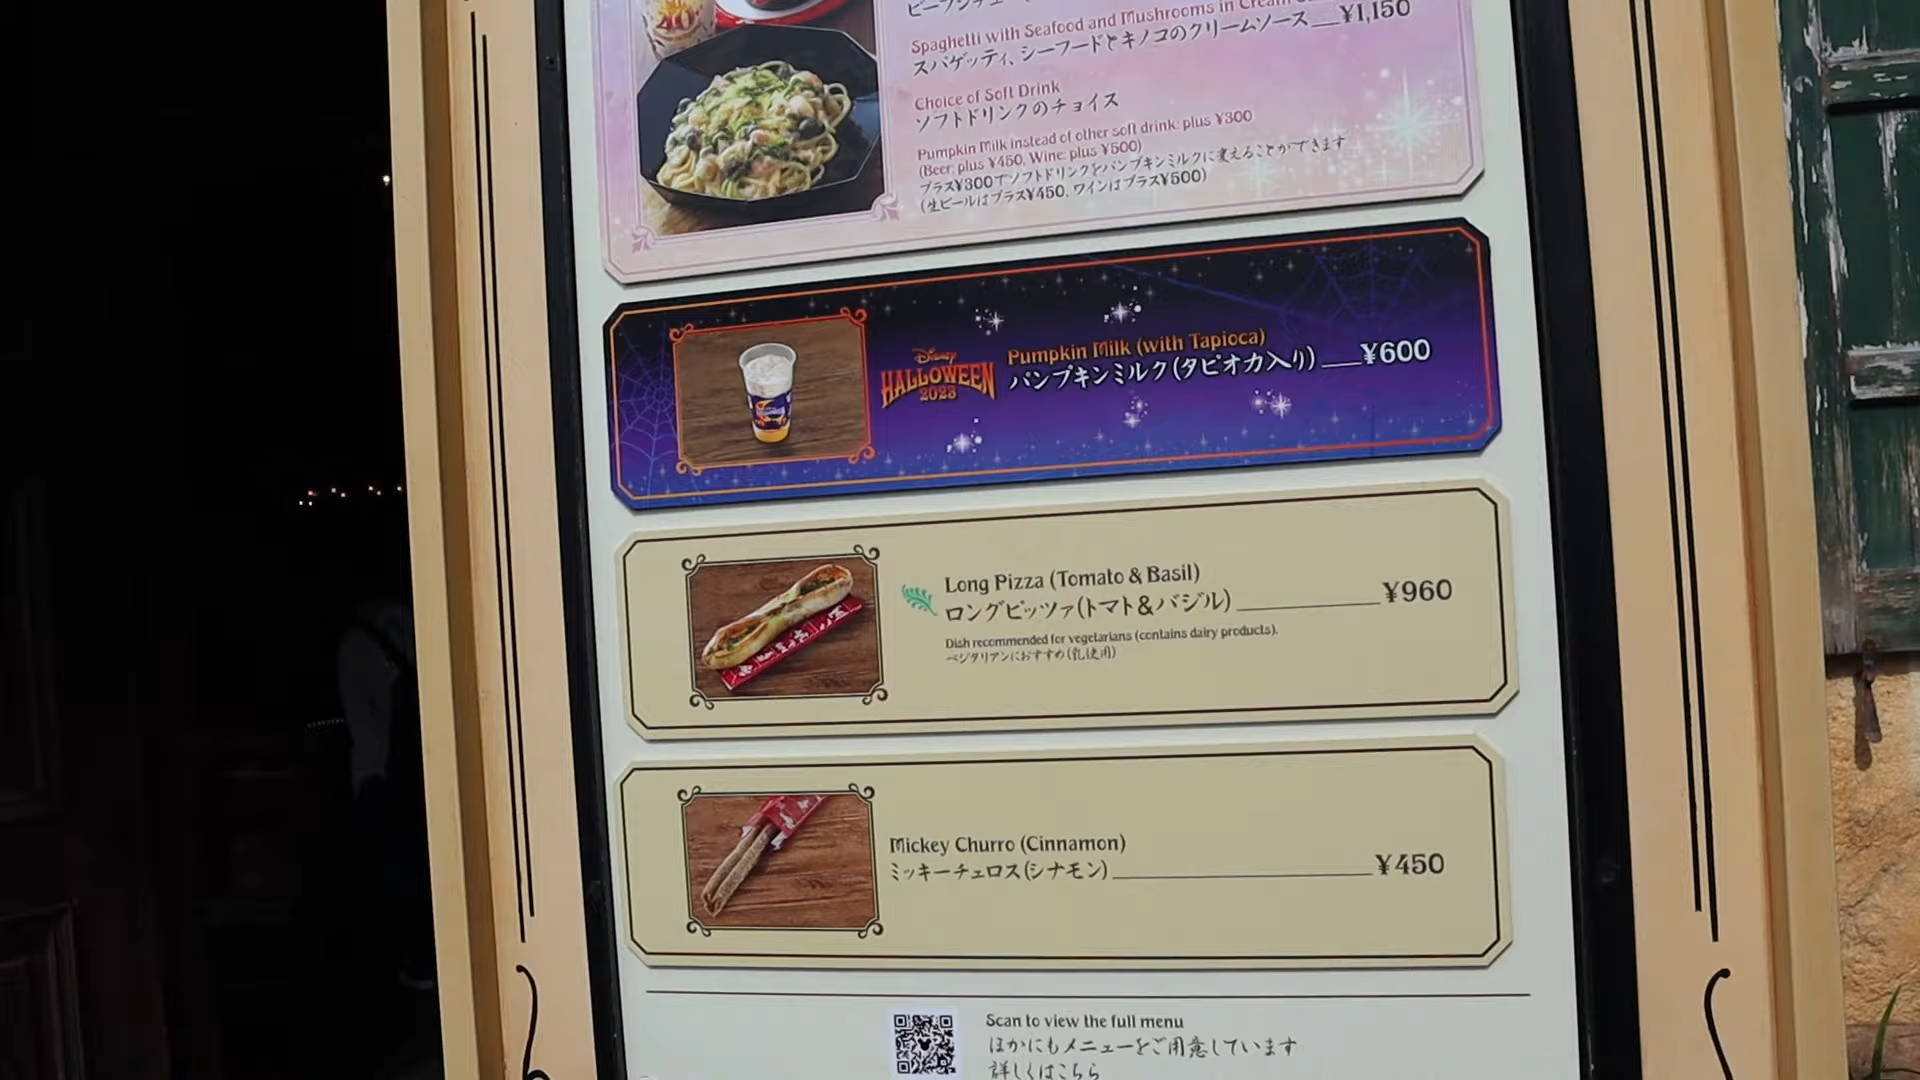 Spaghetti with Seafood and Mushrooms in Cream
スパゲッティ、シーフードとキノコのクリームソース ¥1,150
Choice of Soft Drink
ソフトドリンクのチョイス
Pumpkin Milk instead of other soft drink: plus ¥300
(Beer: plus ¥450, Wine: plus ¥500)
プラス¥300でソフトドリンクをパンプキンミルクに変えることができます
(生ビールはプラス¥450、ワインはプラス¥500)
Disney
HALLOWEEN
2023
Pumpkin Milk (with Tapioca)
パンプキンミルク(タピオカ入り) ¥600
Long Pizza (Tomato & Basil)
ロングピッツァ(トマト&バジル) ¥960
Dish recommended for vegetarians (contains dairy products).
ベジタリアンにおすすめ(乳使用)
Mickey Churro (Cinnamon)
ミッキーチュロス(シナモン) ¥450
Scan to view the full menu
ほかにもメニューをご用意しています
詳しくはこちら